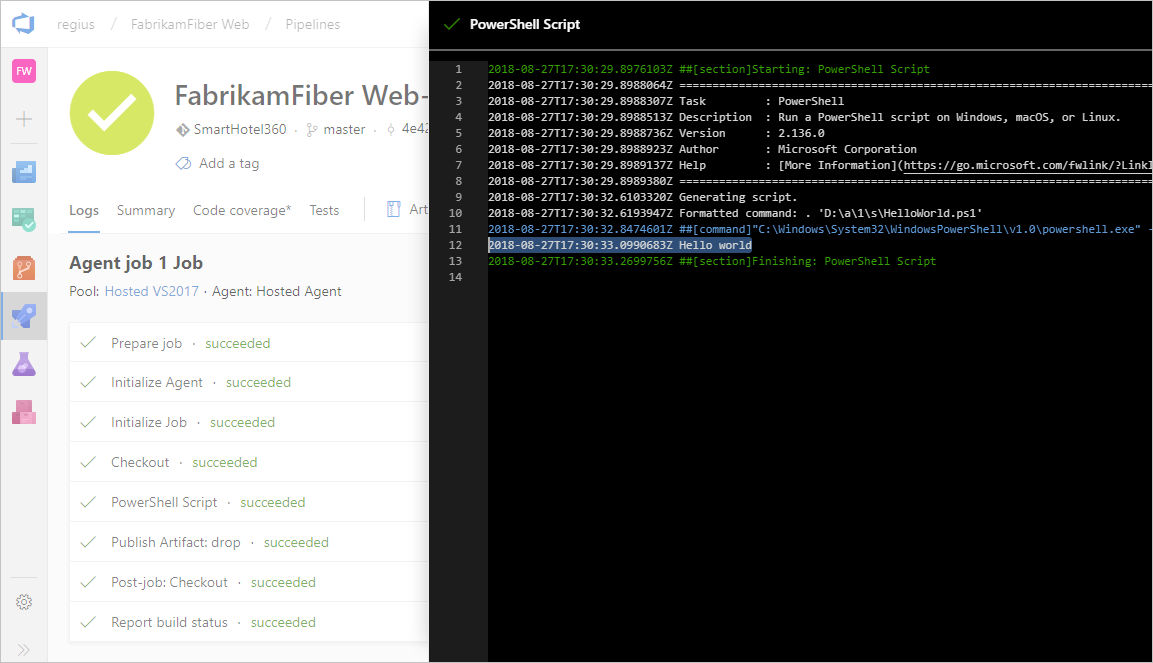 regius / FabrikamFiber Web / Pipelines
FW
FabrikamFiber Web-
SmartHotel360 · master · 4e42
Add a tag
Logs Summary Code coverage* Tests Art
Agent job 1 Job
Pool: Hosted VS2017 · Agent: Hosted Agent
Prepare job · succeeded
Initialize Agent · succeeded
Initialize Job · succeeded
Checkout · succeeded
PowerShell Script · succeeded
Publish Artifact: drop · succeeded
Post-job: Checkout · succeeded
Report build status · succeeded
PowerShell Script
1 2018-08-27T17:30:29.8976103Z ##[section]Starting: PowerShell Script
2 2018-08-27T17:30:29.8988064Z ==============================================================================
3 2018-08-27T17:30:29.8988307Z Task : PowerShell
4 2018-08-27T17:30:29.8988513Z Description : Run a PowerShell script on Windows, macOS, or Linux.
5 2018-08-27T17:30:29.8988736Z Version : 2.136.0
6 2018-08-27T17:30:29.8988923Z Author : Microsoft Corporation
7 2018-08-27T17:30:29.8989137Z Help : [More Information](https://go.microsoft.com/fwlink/?LinkI
8 2018-08-27T17:30:29.8989380Z ==============================================================================
9 2018-08-27T17:30:32.6103320Z Generating script.
10 2018-08-27T17:30:32.6193947Z Formatted command: . 'D:\a\1\s\HelloWorld.ps1'
11 2018-08-27T17:30:32.8474601Z ##[command]"C:\Windows\System32\WindowsPowerShell\v1.0\powershell.exe" -
12 2018-08-27T17:30:33.0990683Z Hello world
13 2018-08-27T17:30:33.2699756Z ##[section]Finishing: PowerShell Script
14